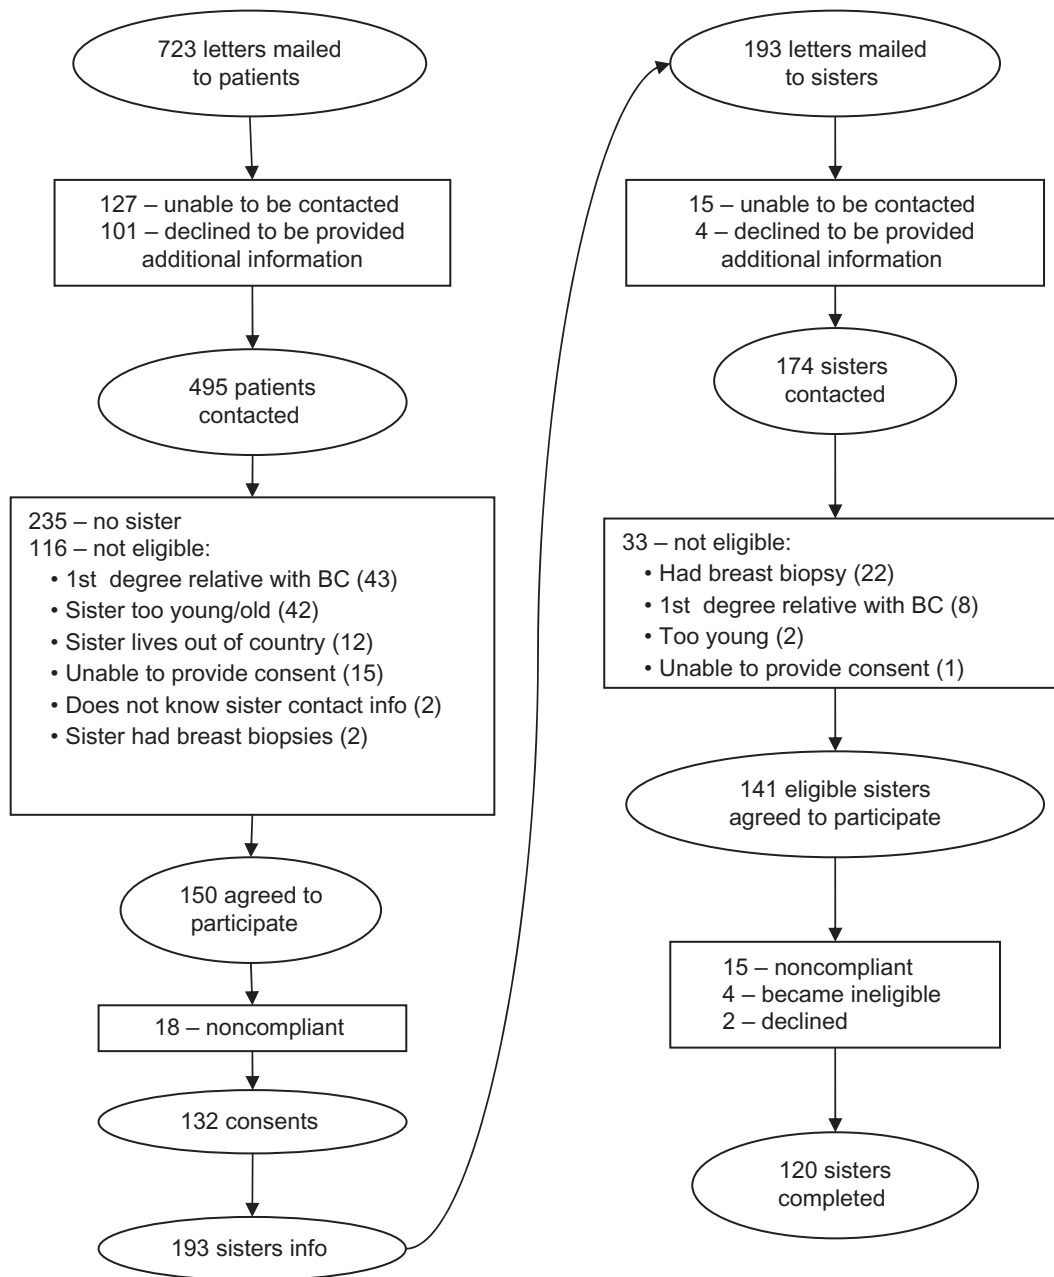 723 letters mailed
to patients
127 – unable to be contacted
101 – declined to be provided
additional information
495 patients
contacted
235 – no sister
116 – not eligible:
• 1st degree relative with BC (43)
• Sister too young/old (42)
• Sister lives out of country (12)
• Unable to provide consent (15)
• Does not know sister contact info (2)
• Sister had breast biopsies (2)
150 agreed to
participate
18 – noncompliant
132 consents
193 sisters info
193 letters mailed
to sisters
15 – unable to be contacted
4 – declined to be provided
additional information
174 sisters
contacted
33 – not eligible:
• Had breast biopsy (22)
• 1st degree relative with BC (8)
• Too young (2)
• Unable to provide consent (1)
141 eligible sisters
agreed to participate
15 – noncompliant
4 – became ineligible
2 – declined
120 sisters
completed